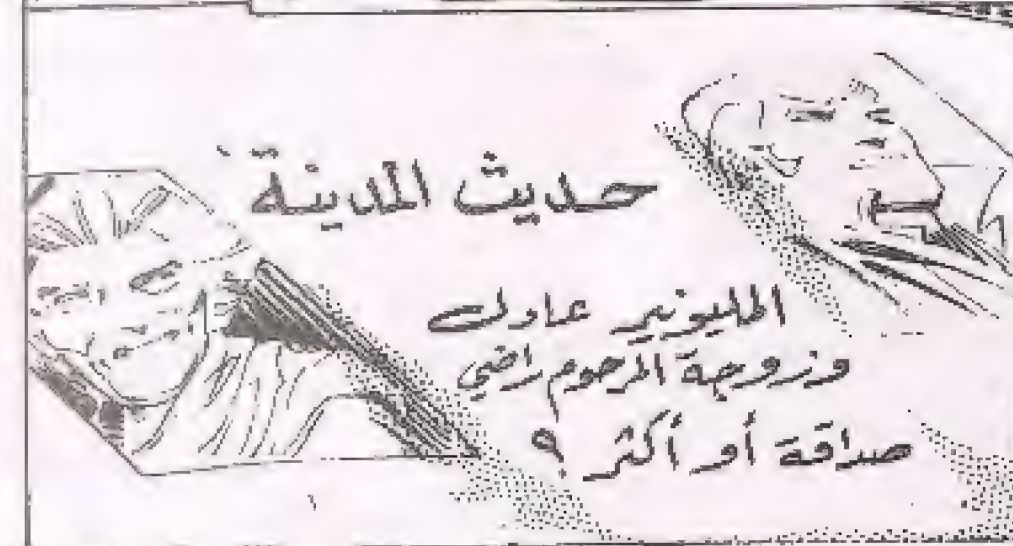 حديث المدينة
المليونير عادل
وزوجة المرحوم راضي
صداقة أو أكثر ؟